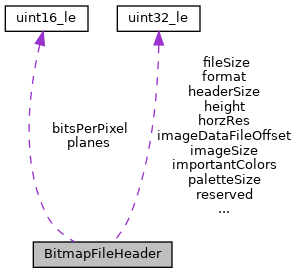 uint16_le
uint32_le
bitsPerPixel
planes
fileSize
format
headerSize
height
horzRes
imageDataFileOffset
imageSize
importantColors
paletteSize
reserved
...
BitmapFileHeader